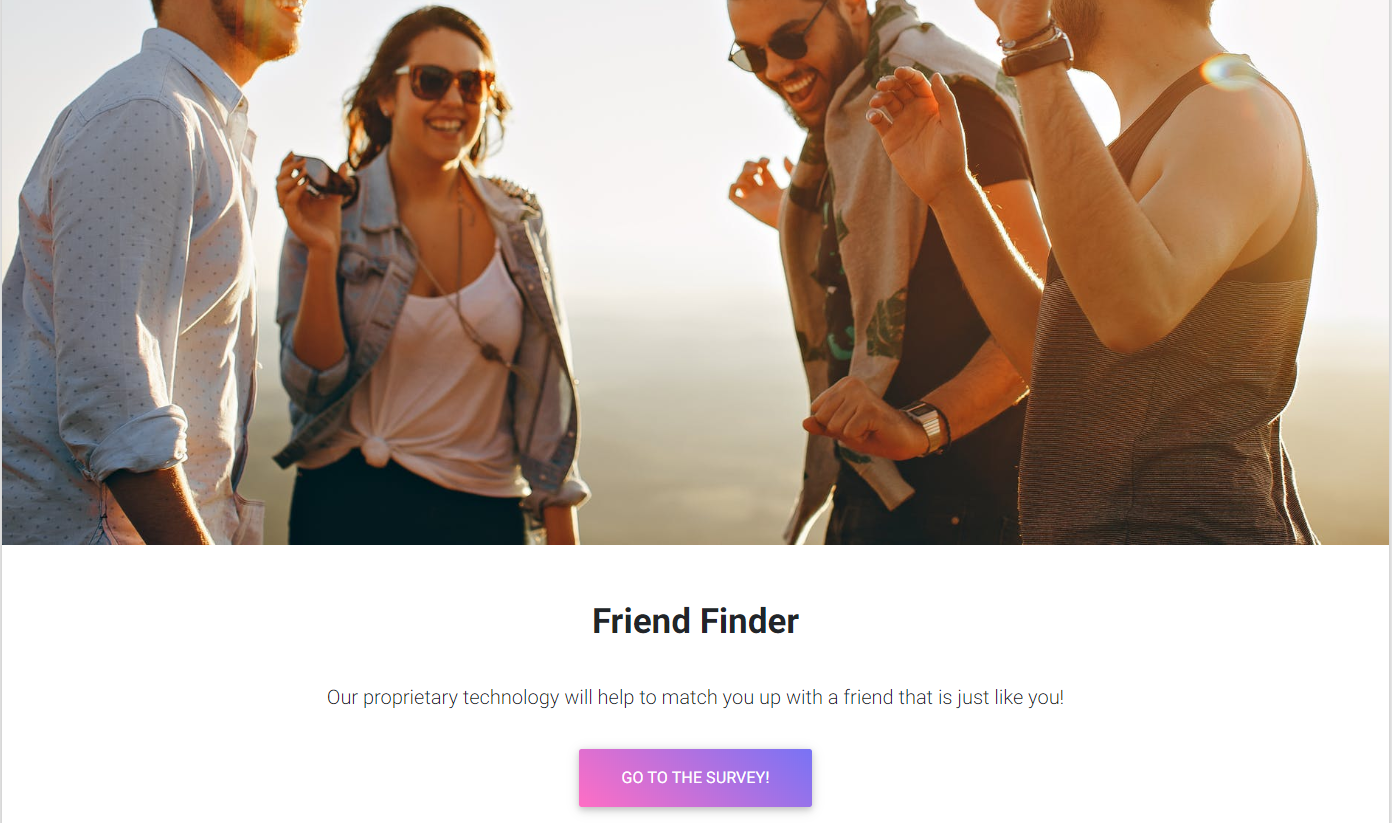 Friend Finder
Our proprietary technology will help to match you up with a friend that is just like you!
GO TO THE SURVEY!